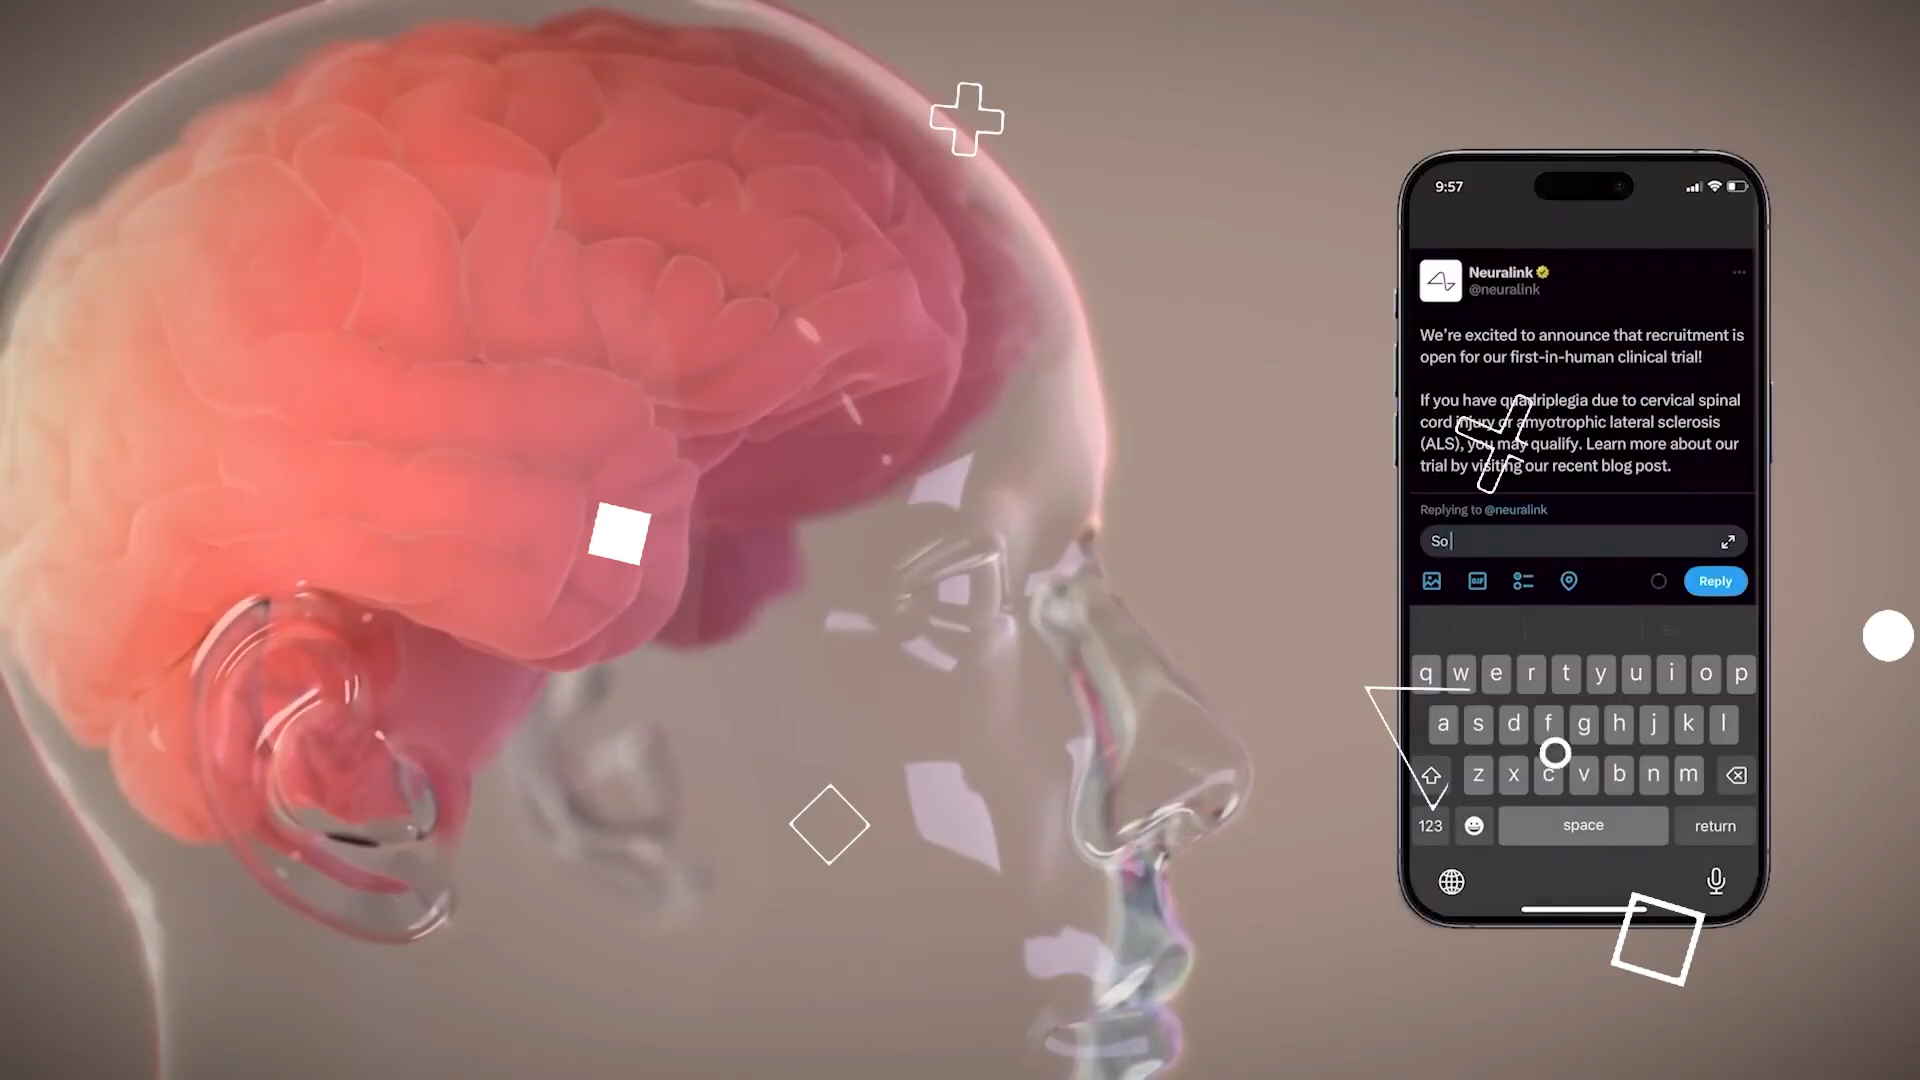 9:57
Neuralink
@neuralink
We're excited to announce that recruitment is
open for our first-in-human clinical trial!
If you have quadriplegia due to cervical spinal
cord injury or amyotrophic lateral sclerosis
(ALS), you may qualify. Learn more about our
trial by visiting our recent blog post.
Replying to @neuralink
So
GIF
Reply
q w e r t y u i o p
a s d f g h j k l
z x c v b n m
123 space return